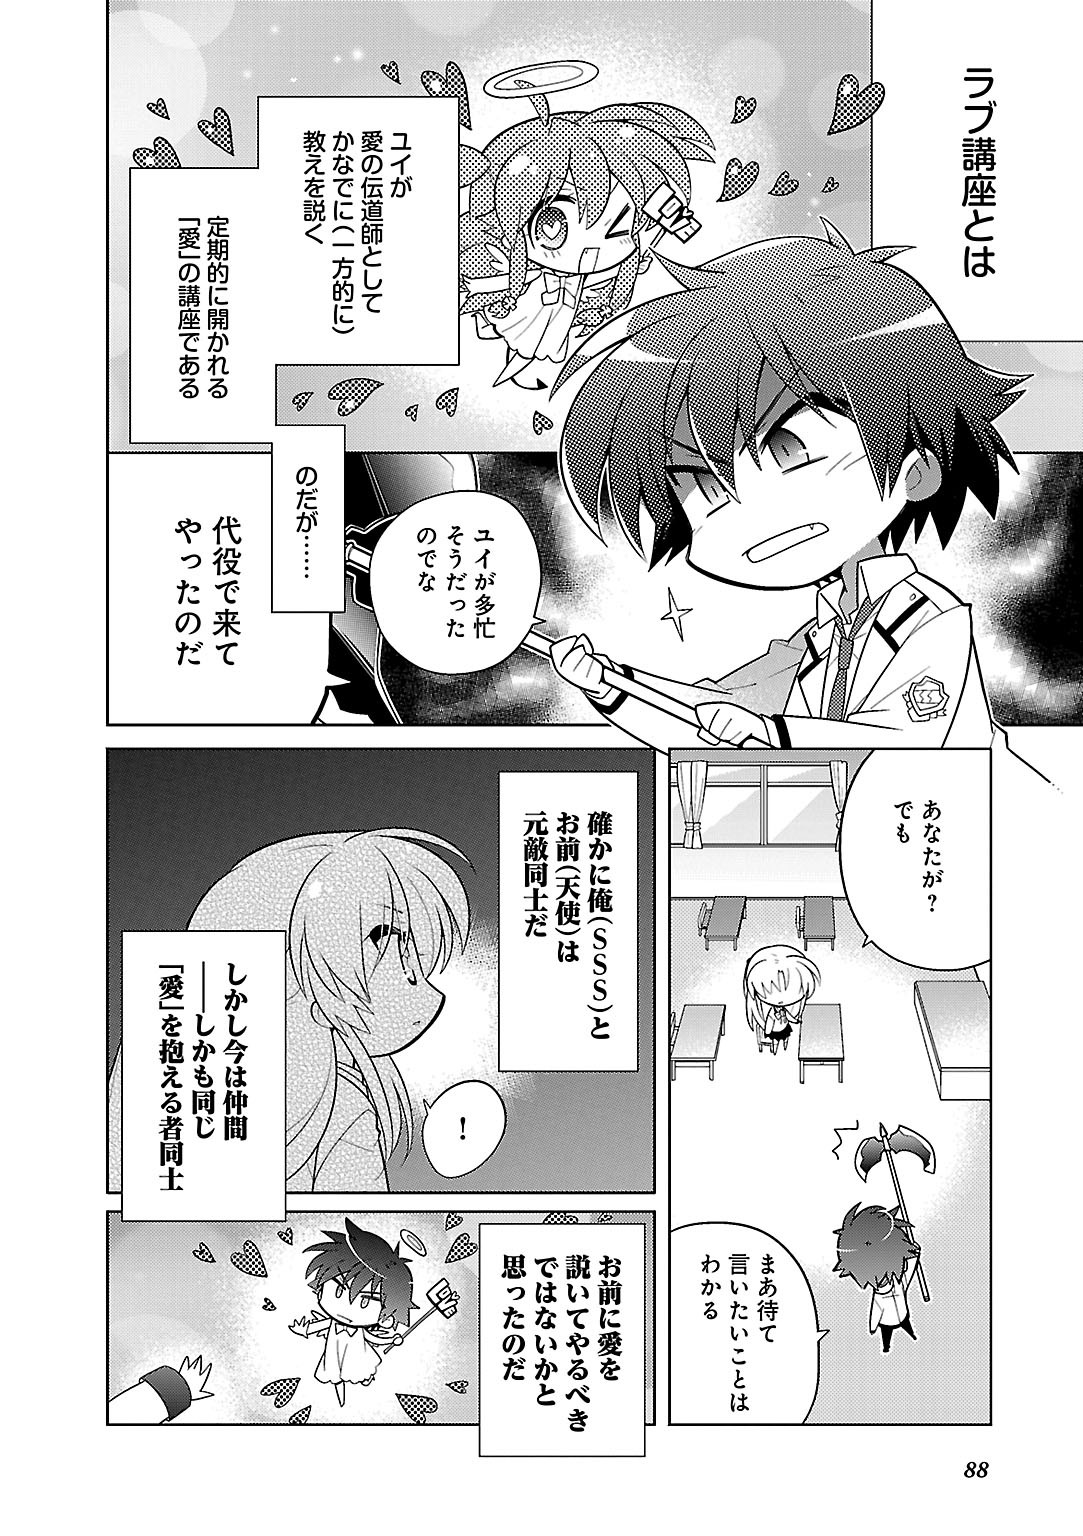 ラブ講座とは
ユイが
愛の伝道師として
かなでに(一方的に)
教えを説く
定期的に開かれる
「愛」の講座である
のだが……
ユイが多忙
そうだった
のでな
代役で来て
やったのだ
あなたが?
でも
まあ待て
言いたいことは
わかる
確かに俺(SSS)と
お前(天使)は
元敵同士だ
!
しかし今は仲間
――しかも同じ
「愛」を抱える者同士
お前に愛を
説いてやるべき
ではないかと
思ったのだ
88